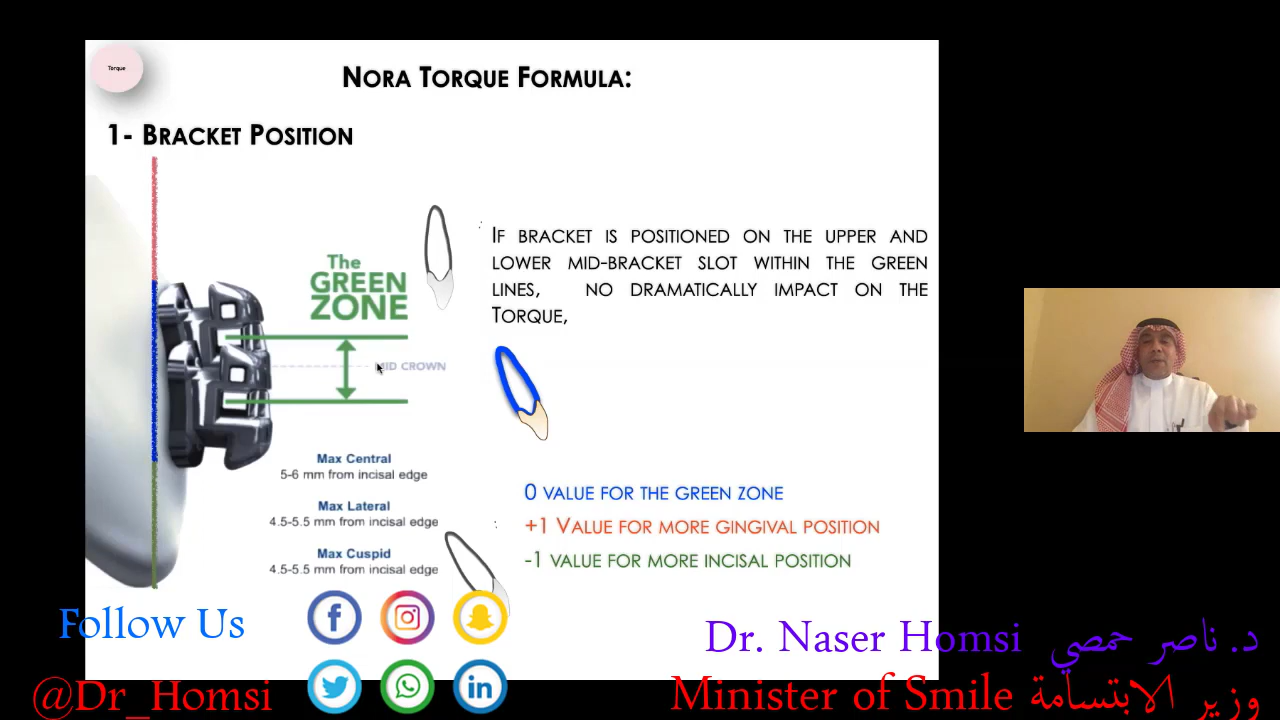 Torque
NORA TORQUE FORMULA:
1- BRACKET POSITION
The
GREEN
ZONE
MID CROWN
IF BRACKET IS POSITIONED ON THE UPPER AND
LOWER MID-BRACKET SLOT WITHIN THE GREEN
LINES, NO DRAMATICALLY IMPACT ON THE
TORQUE,
Max Central
5-6 mm from incisal edge
Max Lateral
4.5-5.5 mm from incisal edge
Max Cuspid
4.5-5.5 mm from incisal edge
0 VALUE FOR THE GREEN ZONE
+1 VALUE FOR MORE GINGIVAL POSITION
-1 VALUE FOR MORE INCISAL POSITION
Follow Us
@Dr_Homsi
Dr. Naser Homsi د. ناصر حمصي
Minister of Smile وزير الابتسامة